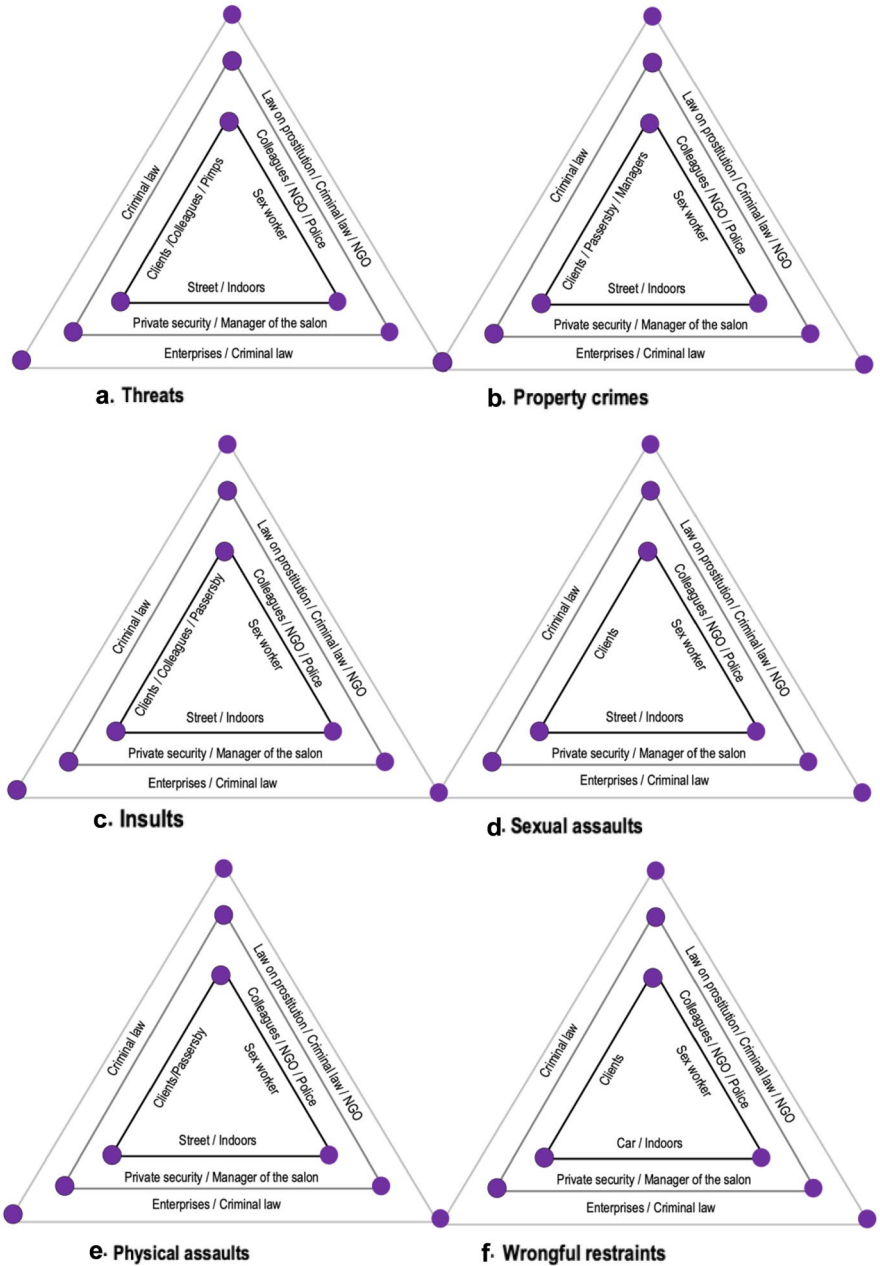 Criminal law
Clients /Colleagues / Pimps
Sex worker
Colleagues / NGO / Police
Law on prostitution / Criminal law / NGO
Street / Indoors
Private security / Manager of the salon
Enterprises / Criminal law
a. Threats
Criminal law
Clients / Passersby / Managers
Sex worker
Colleagues / NGO / Police
Law on prostitution / Criminal law / NGO
Street / Indoors
Private security / Manager of the salon
Enterprises / Criminal law
b. Property crimes
Criminal law
Clients / Colleagues / Passersby
Sex worker
Colleagues / NGO / Police
Law on prostitution / Criminal law / NGO
Street / Indoors
Private security / Manager of the salon
Enterprises / Criminal law
c. Insults
Criminal law
Clients
Sex worker
Colleagues / NGO / Police
Law on prostitution / Criminal law / NGO
Street / Indoors
Private security / Manager of the salon
Enterprises / Criminal law
d. Sexual assaults
Criminal law
Clients/Passersby
Sex worker
Colleagues / NGO / Police
Law on prostitution / Criminal law / NGO
Street / Indoors
Private security / Manager of the salon
Enterprises / Criminal law
e. Physical assaults
Criminal law
Clients
Sex worker
Colleagues / NGO / Police
Law on prostitution / Criminal law / NGO
Car / Indoors
Private security / Manager of the salon
Enterprises / Criminal law
f. Wrongful restraints